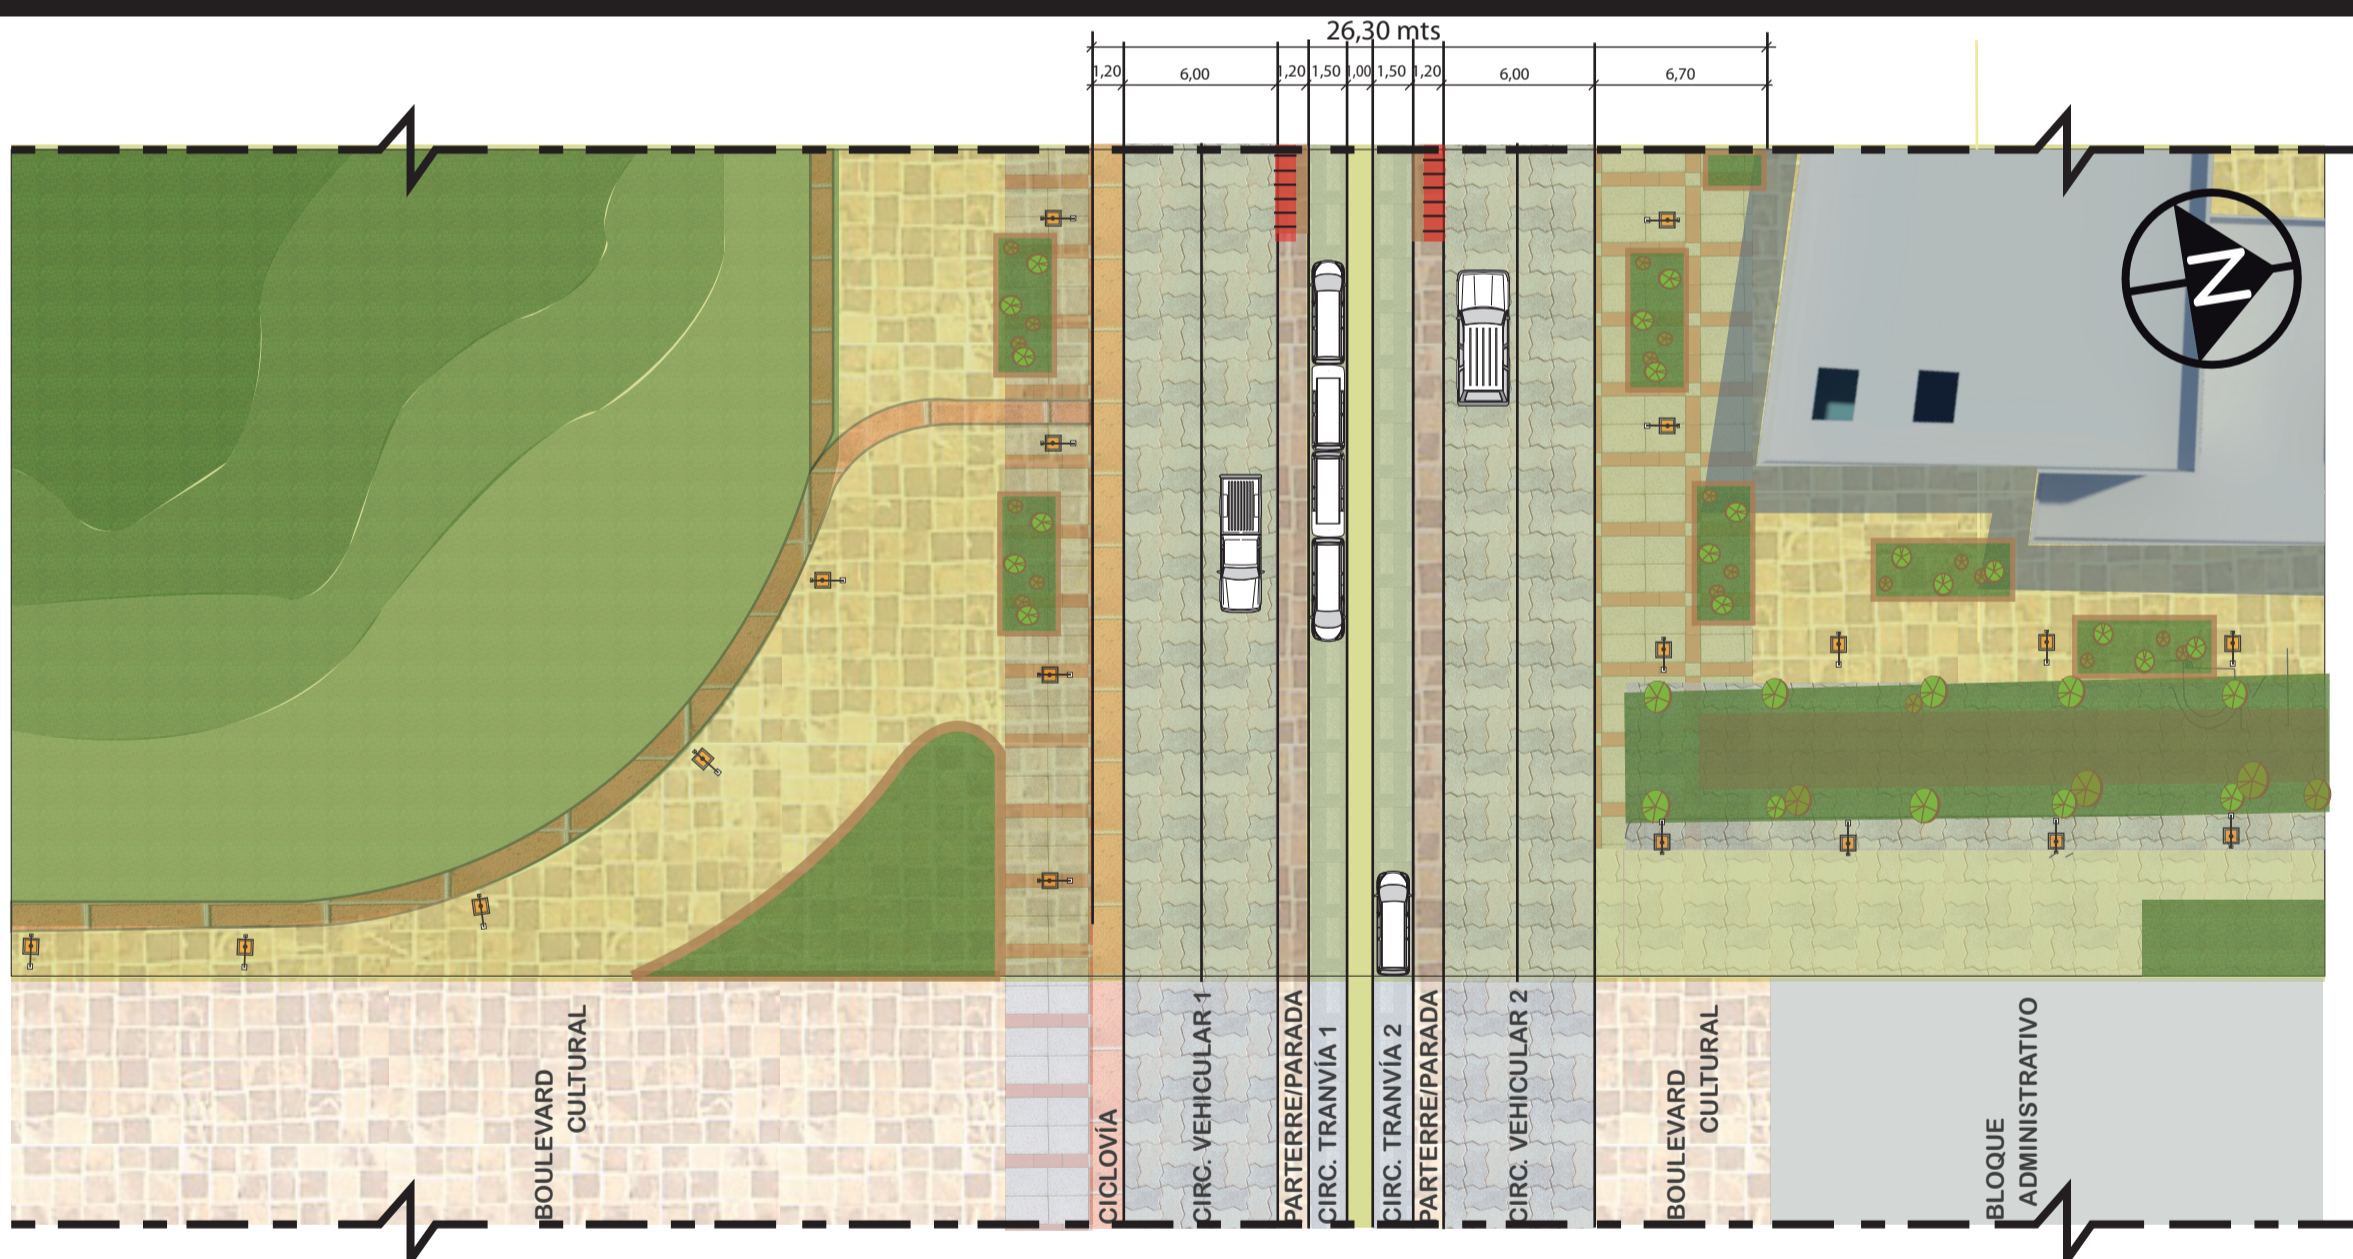 26,30 mts
1,20 6,00 1,20 1,50 1,00 1,50 1,20 6,00 6,70
N
BOULEVARD
CULTURAL
CICLOVÍA
CIRC. VEHICULAR 1
PARTERRE/PARADA
CIRC. TRANVÍA 1
CIRC. TRANVÍA 2
PARTERRE/PARADA
CIRC. VEHICULAR 2
BOULEVARD
CULTURAL
BLOQUE
ADMINISTRATIVO